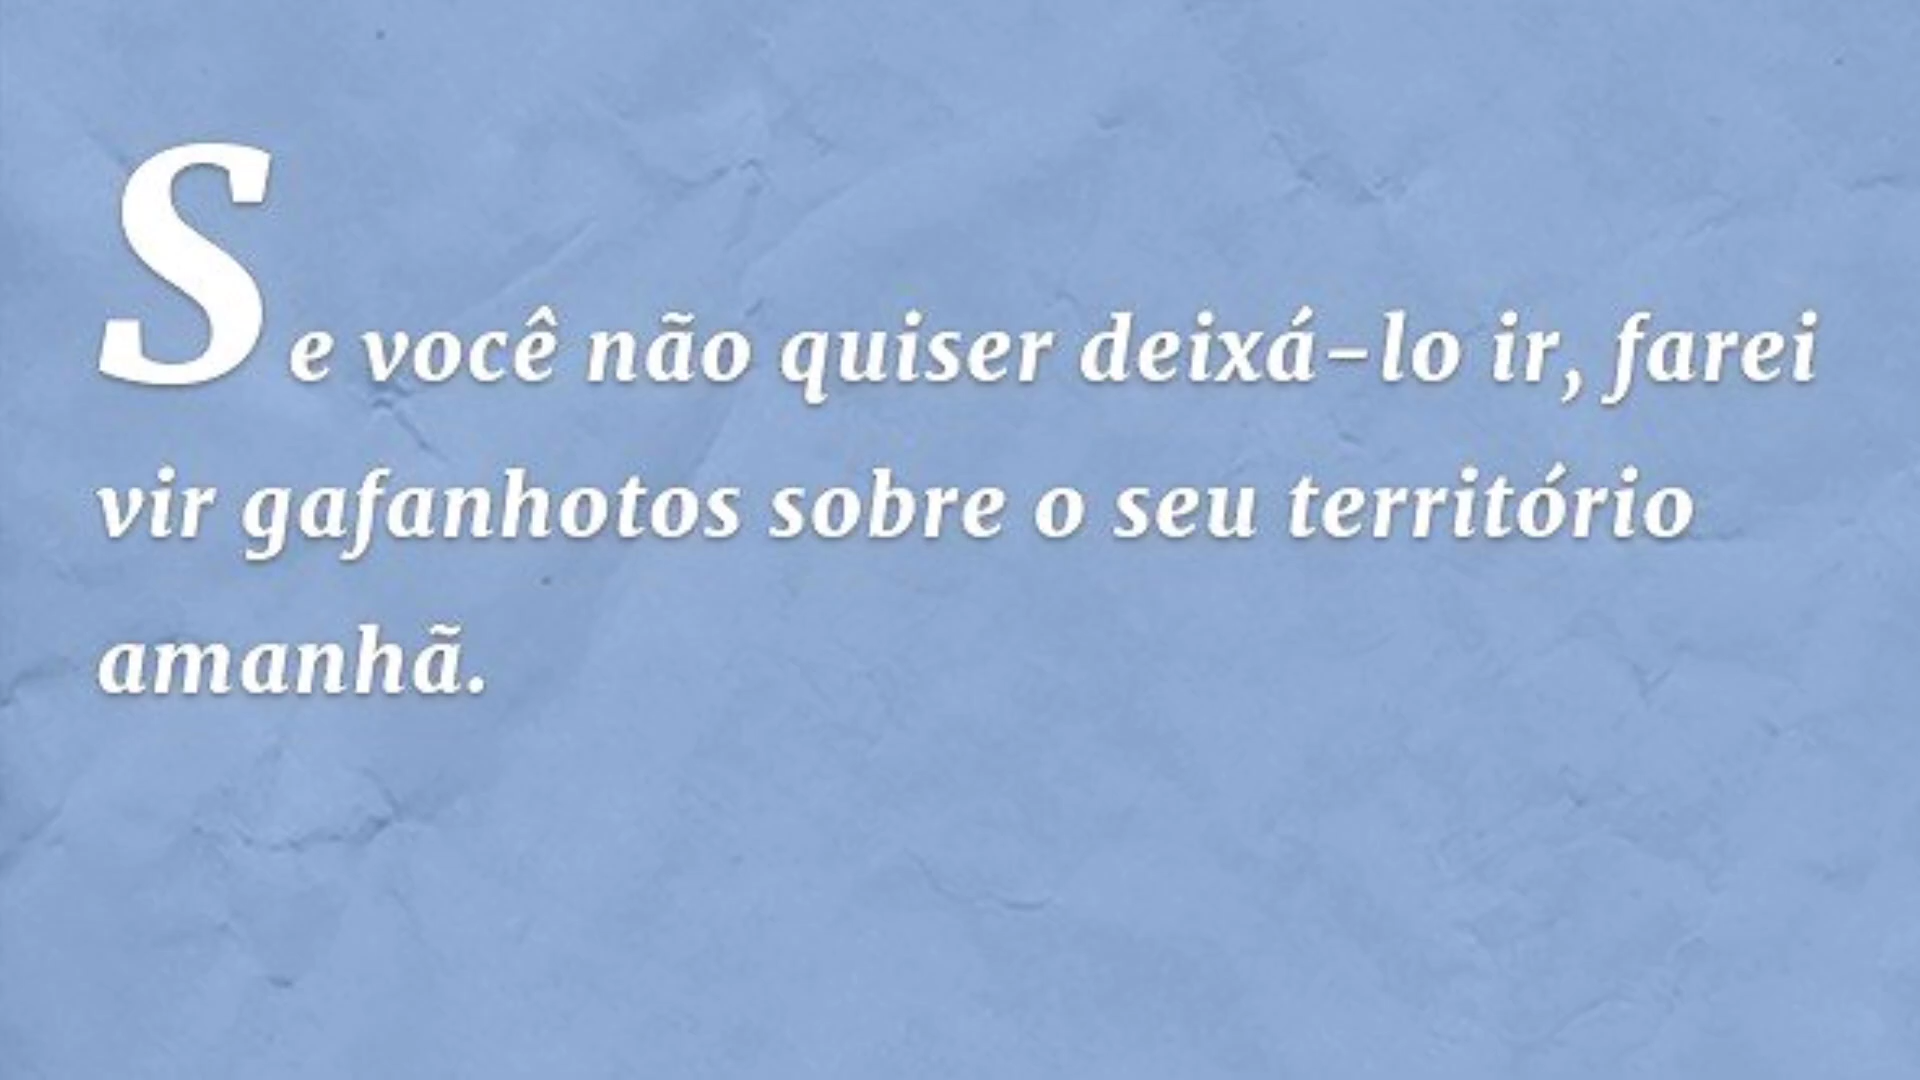 Se você não quiser deixá-lo ir, farei
vir gafanhotos sobre o seu território
amanhã.